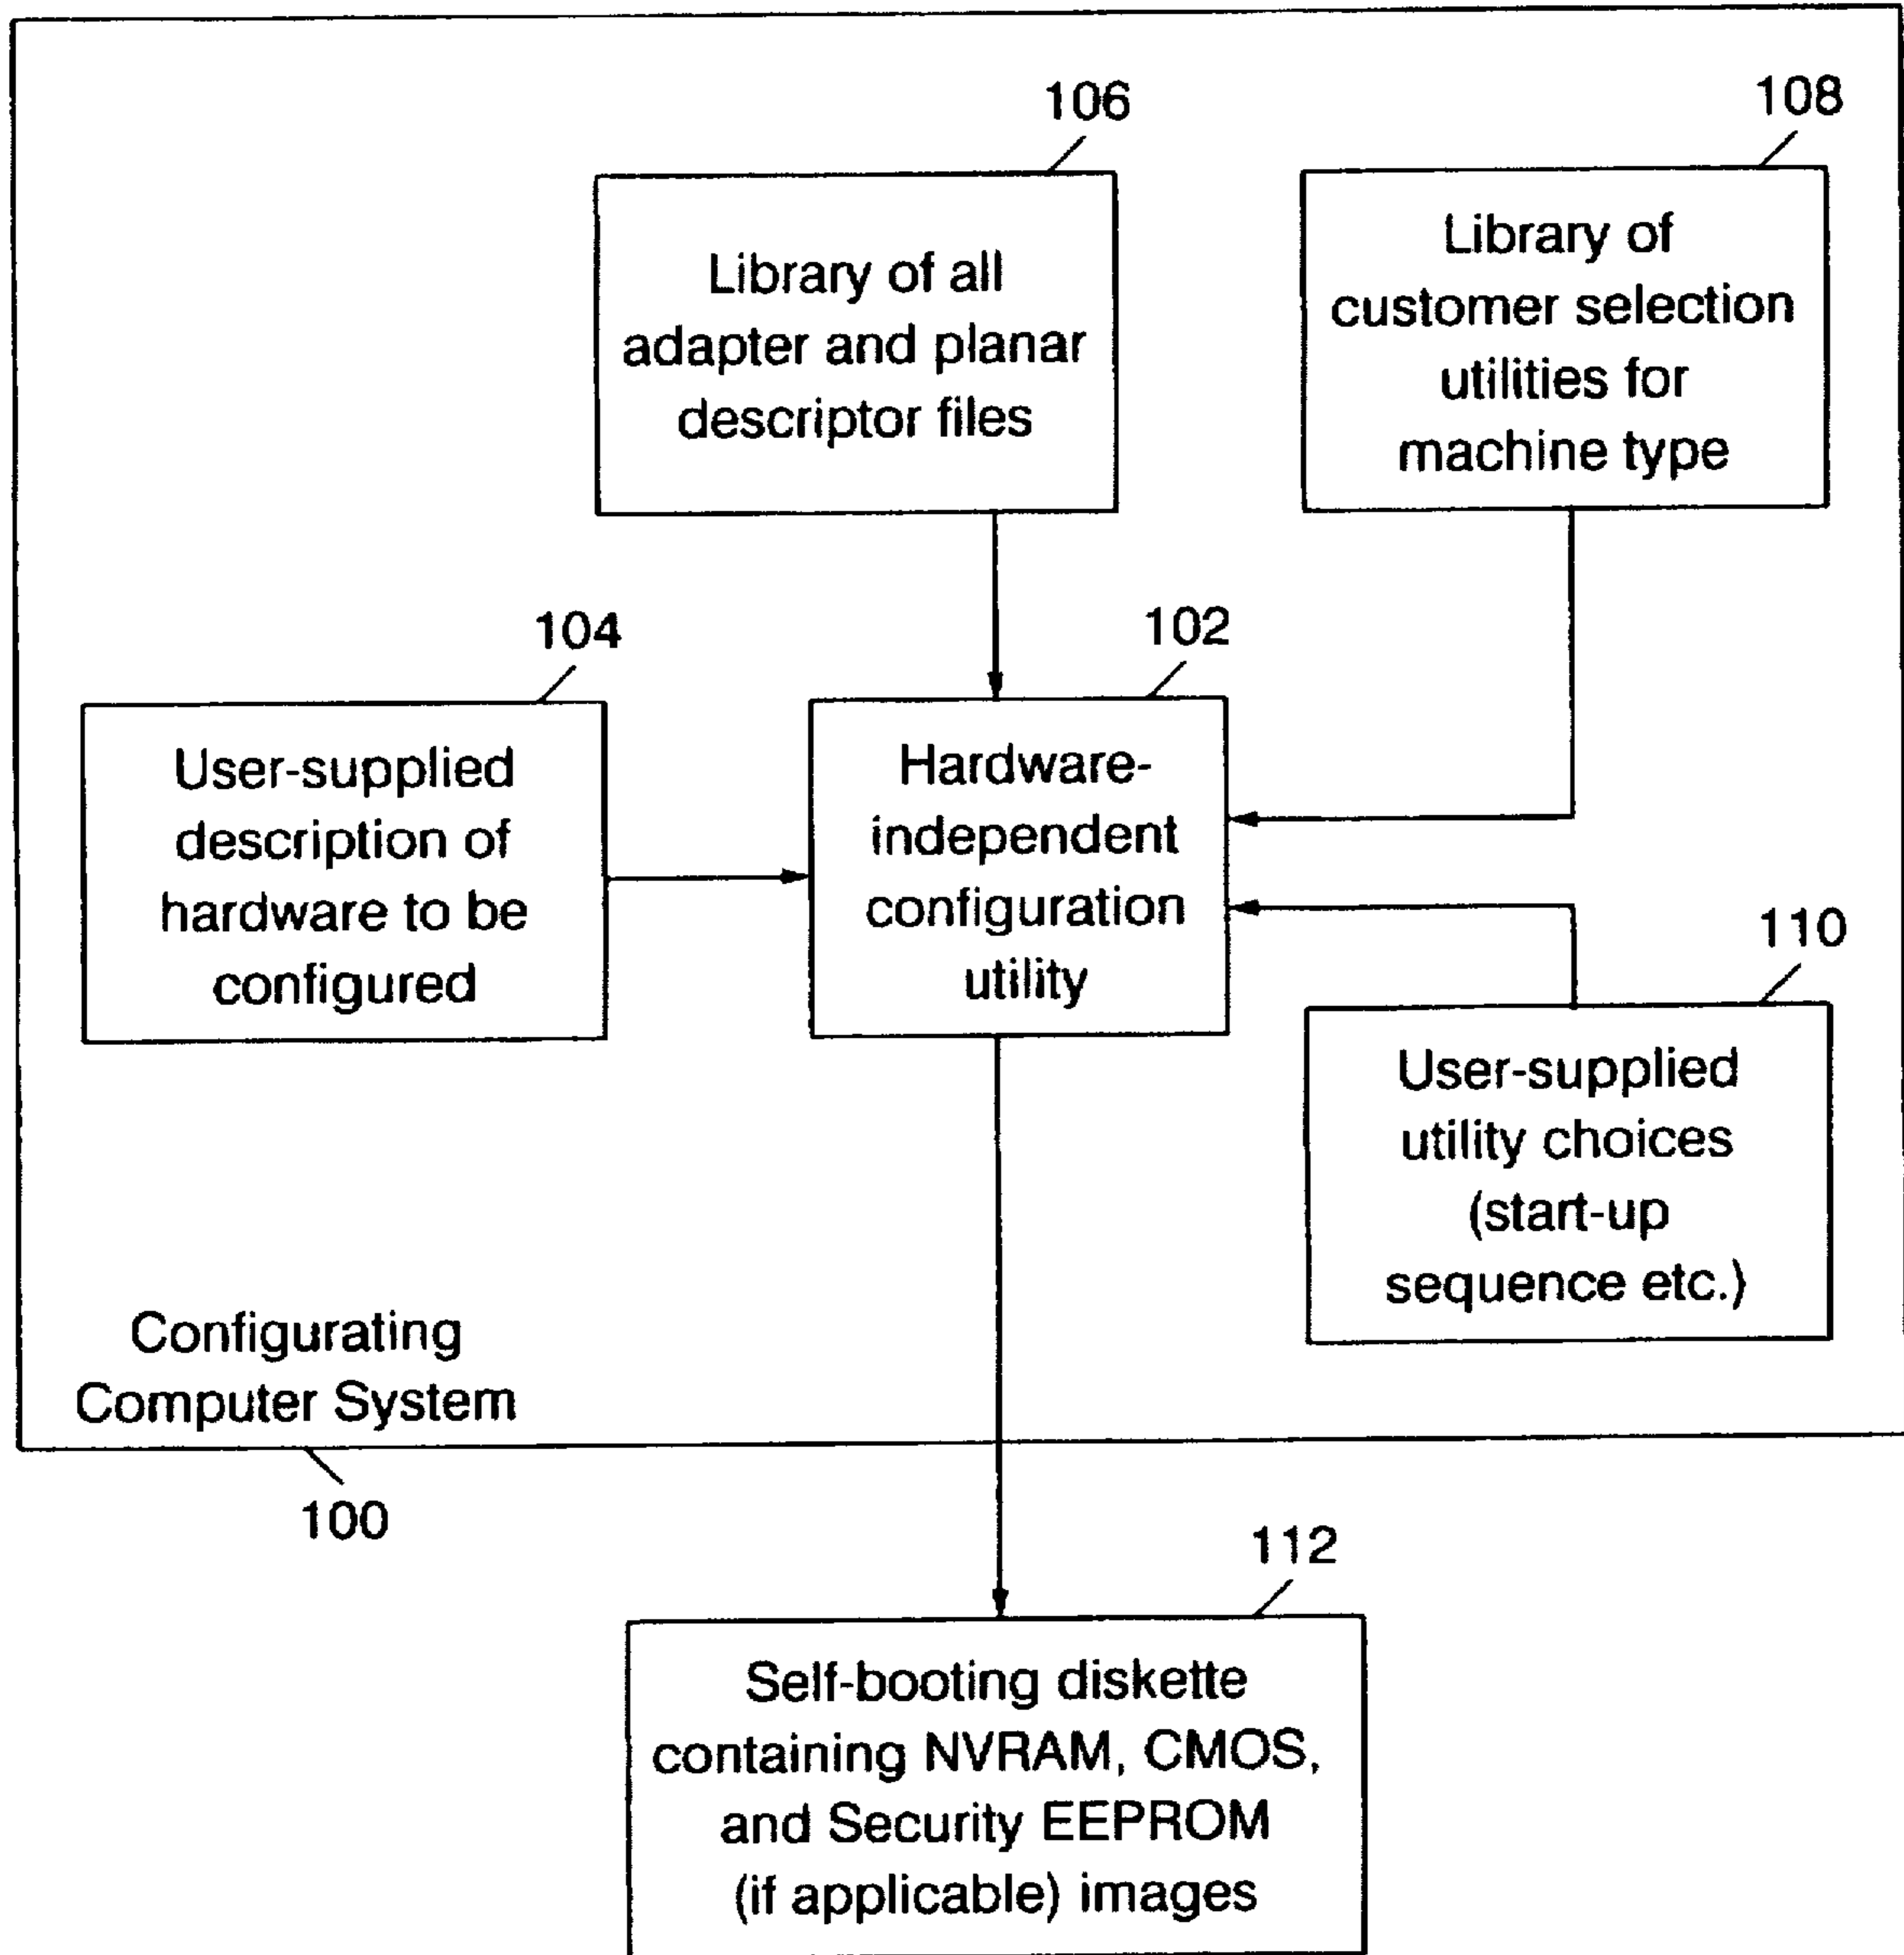 106
Library of all
adapter and planar
descriptor files
108
Library of
customer selection
utilities for
machine type
104
User-supplied
description of
hardware to be
configured
102
Hardware-
independent
configuration
utility
110
User-supplied
utility choices
(start-up
sequence etc.)
Configurating
Computer System
100
112
Self-booting diskette
containing NVRAM, CMOS,
and Security EEPROM
(if applicable) images